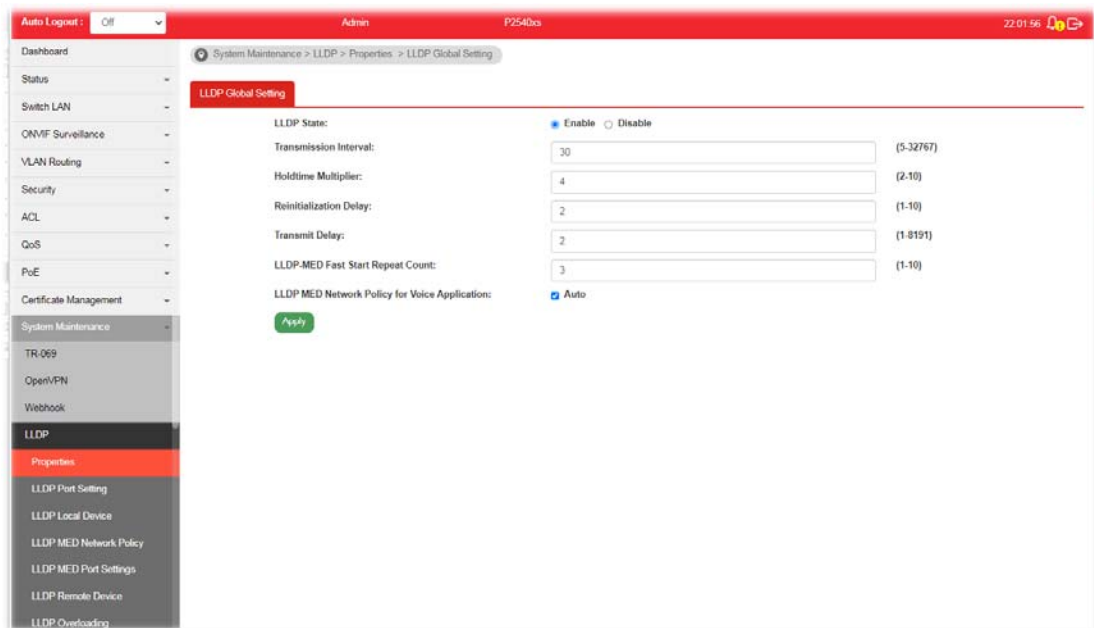 Auto Logout : Off Admin P2540xs 22:01:56
Dashboard
System Maintenance > LLDP > Properties > LLDP Global Setting
Status
LLDP Global Setting
Switch LAN
LLDP State: Enable Disable
ONVIF Surveillance
Transmission Interval: 30 (5-32767)
VLAN Routing
Holdtime Multiplier: 4 (2-10)
Security
Reinitialization Delay: 2 (1-10)
ACL
Transmit Delay: 2 (1-8191)
QoS
LLDP-MED Fast Start Repeat Count: 3 (1-10)
PoE
LLDP MED Network Policy for Voice Application: Auto
Certificate Management
Apply
System Maintenance
TR-069
OpenVPN
Webhook
LLDP
Properties
LLDP Port Setting
LLDP Local Device
LLDP MED Network Policy
LLDP MED Port Settings
LLDP Remote Device
LLDP Overloading